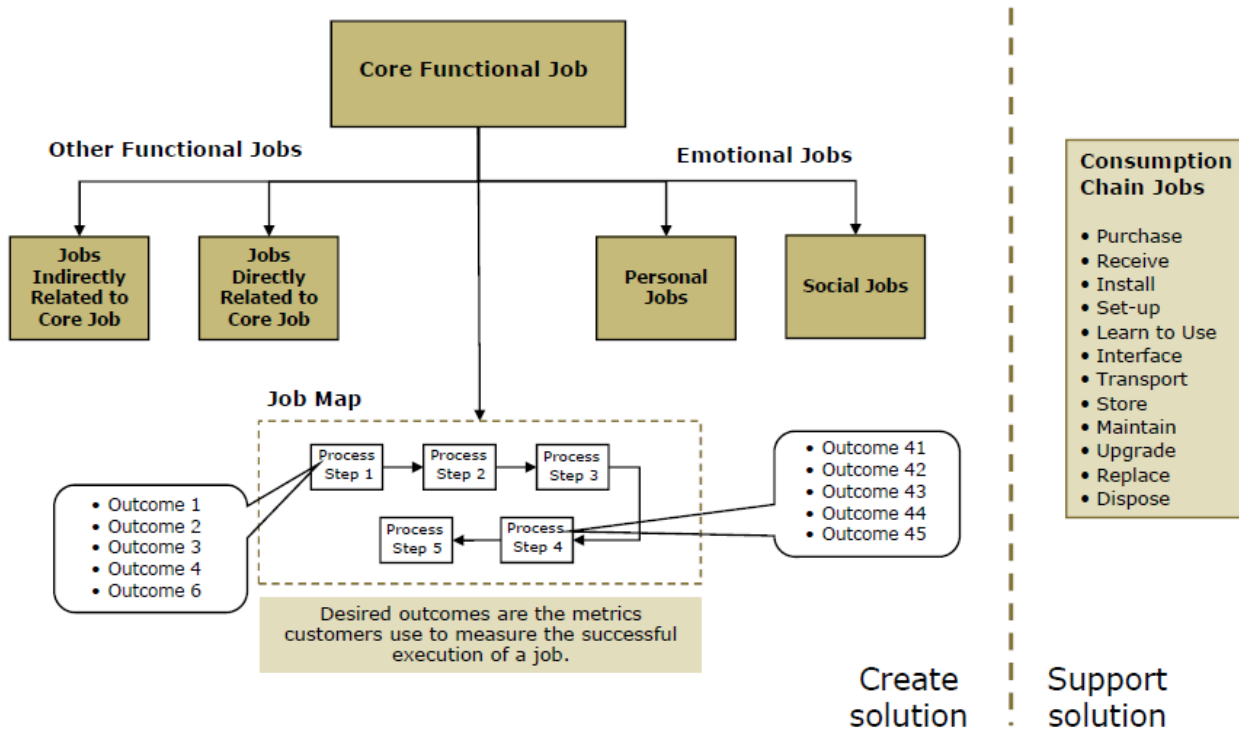 Core Functional Job
Other Functional Jobs
Emotional Jobs
Jobs
Indirectly
Related to
Core Job
Jobs
Directly
Related to
Core Job
Personal
Jobs
Social Jobs
Consumption
Chain Jobs
• Purchase
• Receive
• Install
• Set-up
• Learn to Use
• Interface
• Transport
• Store
• Maintain
• Upgrade
• Replace
• Dispose
Job Map
Process
Step 1
Process
Step 2
Process
Step 3
Process
Step 4
Process
Step 5
• Outcome 1
• Outcome 2
• Outcome 3
• Outcome 4
• Outcome 6
• Outcome 41
• Outcome 42
• Outcome 43
• Outcome 44
• Outcome 45
Desired outcomes are the metrics
customers use to measure the successful
execution of a job.
Create
solution
Support
solution